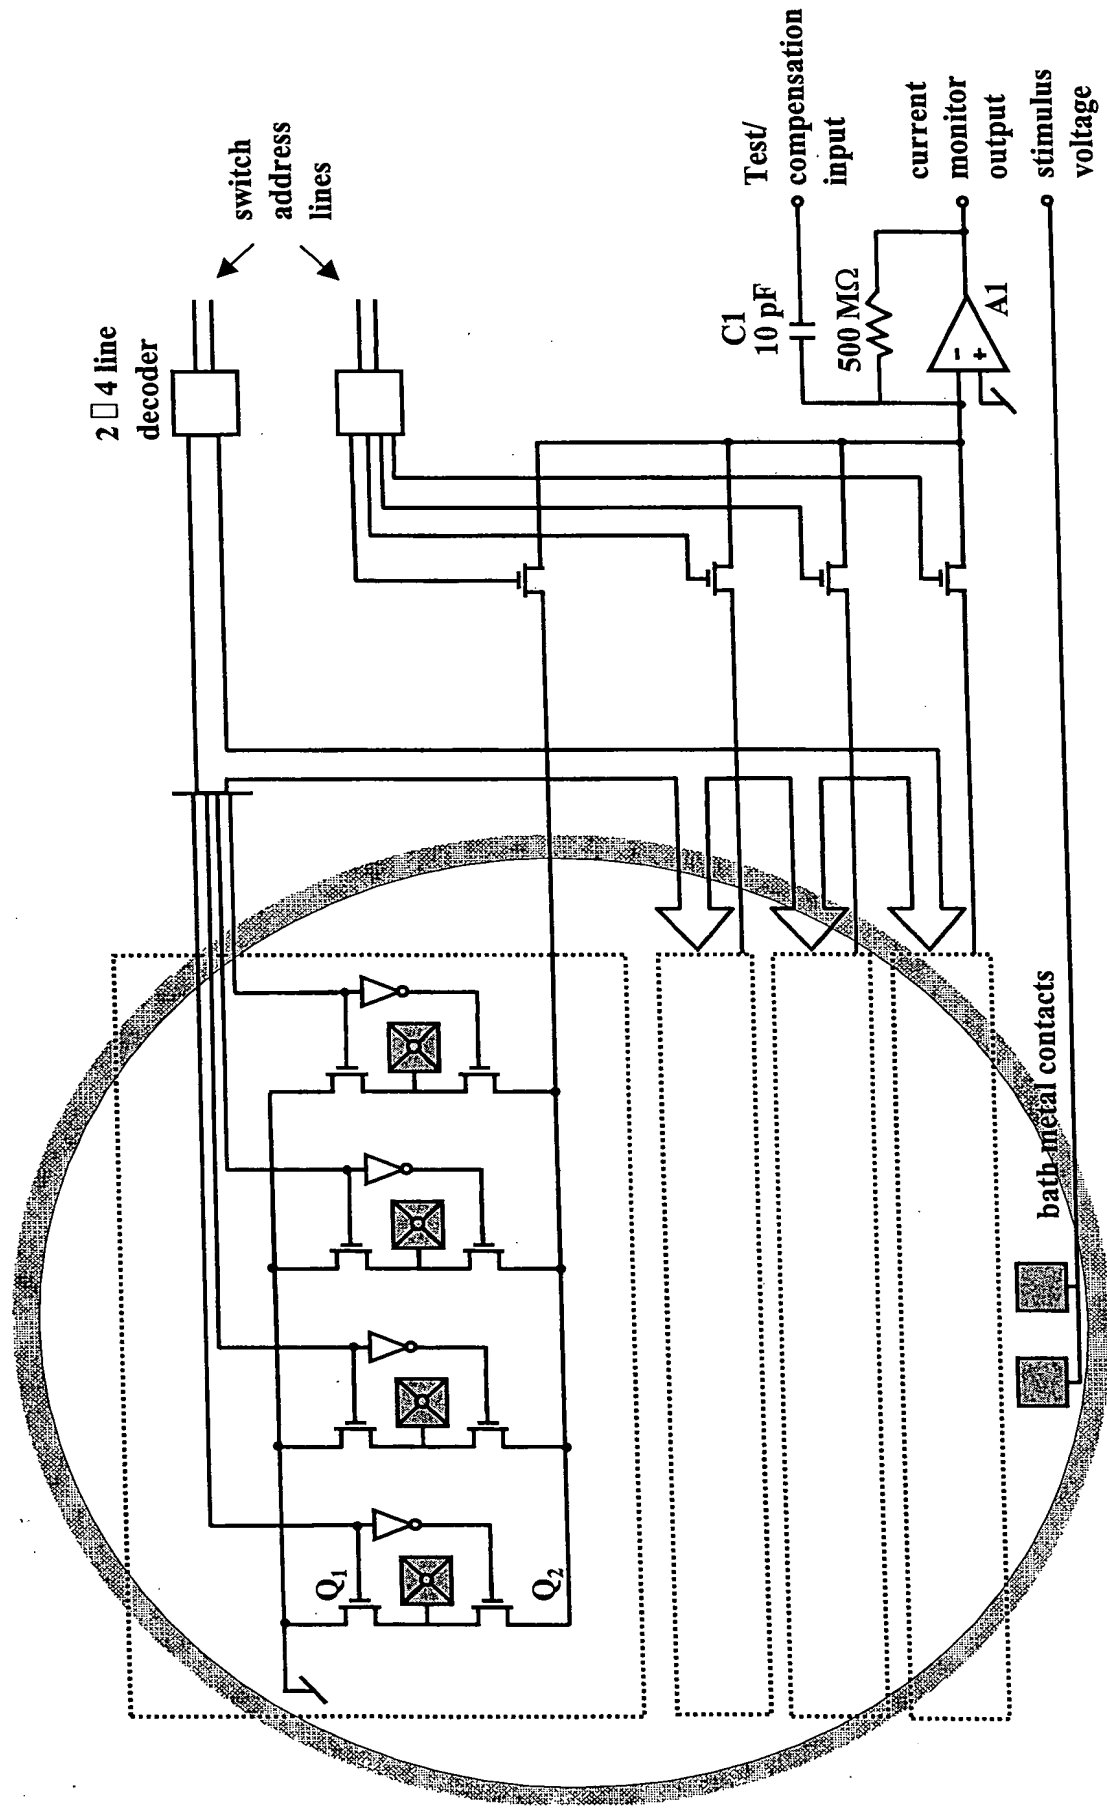 2 □ 4 line
decoder
switch
address
lines
Test/
compensation
input
C1
10 pF
500 MΩ
current
monitor
output
−
+
A1
stimulus
voltage
bath metal contacts
Q1
Q2